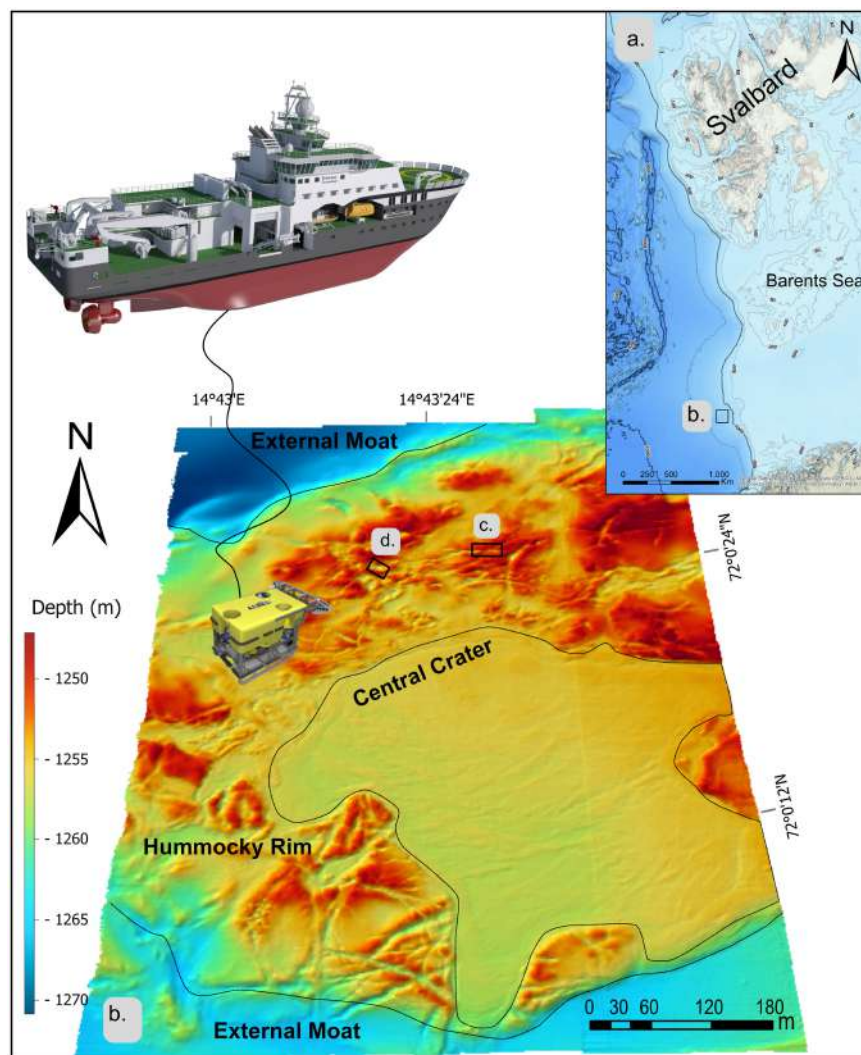 a.
N
Svalbard
Barents Sea
b.
0 250 500 1.000
Km
14°43'E
14°43'24"E
N
External Moat
d.
c.
72°0'24"N
Depth (m)
- 1250
- 1255
- 1260
- 1265
- 1270
Central Crater
72°0'12"N
Hummocky Rim
b.
External Moat
0 30 60 120 180
m